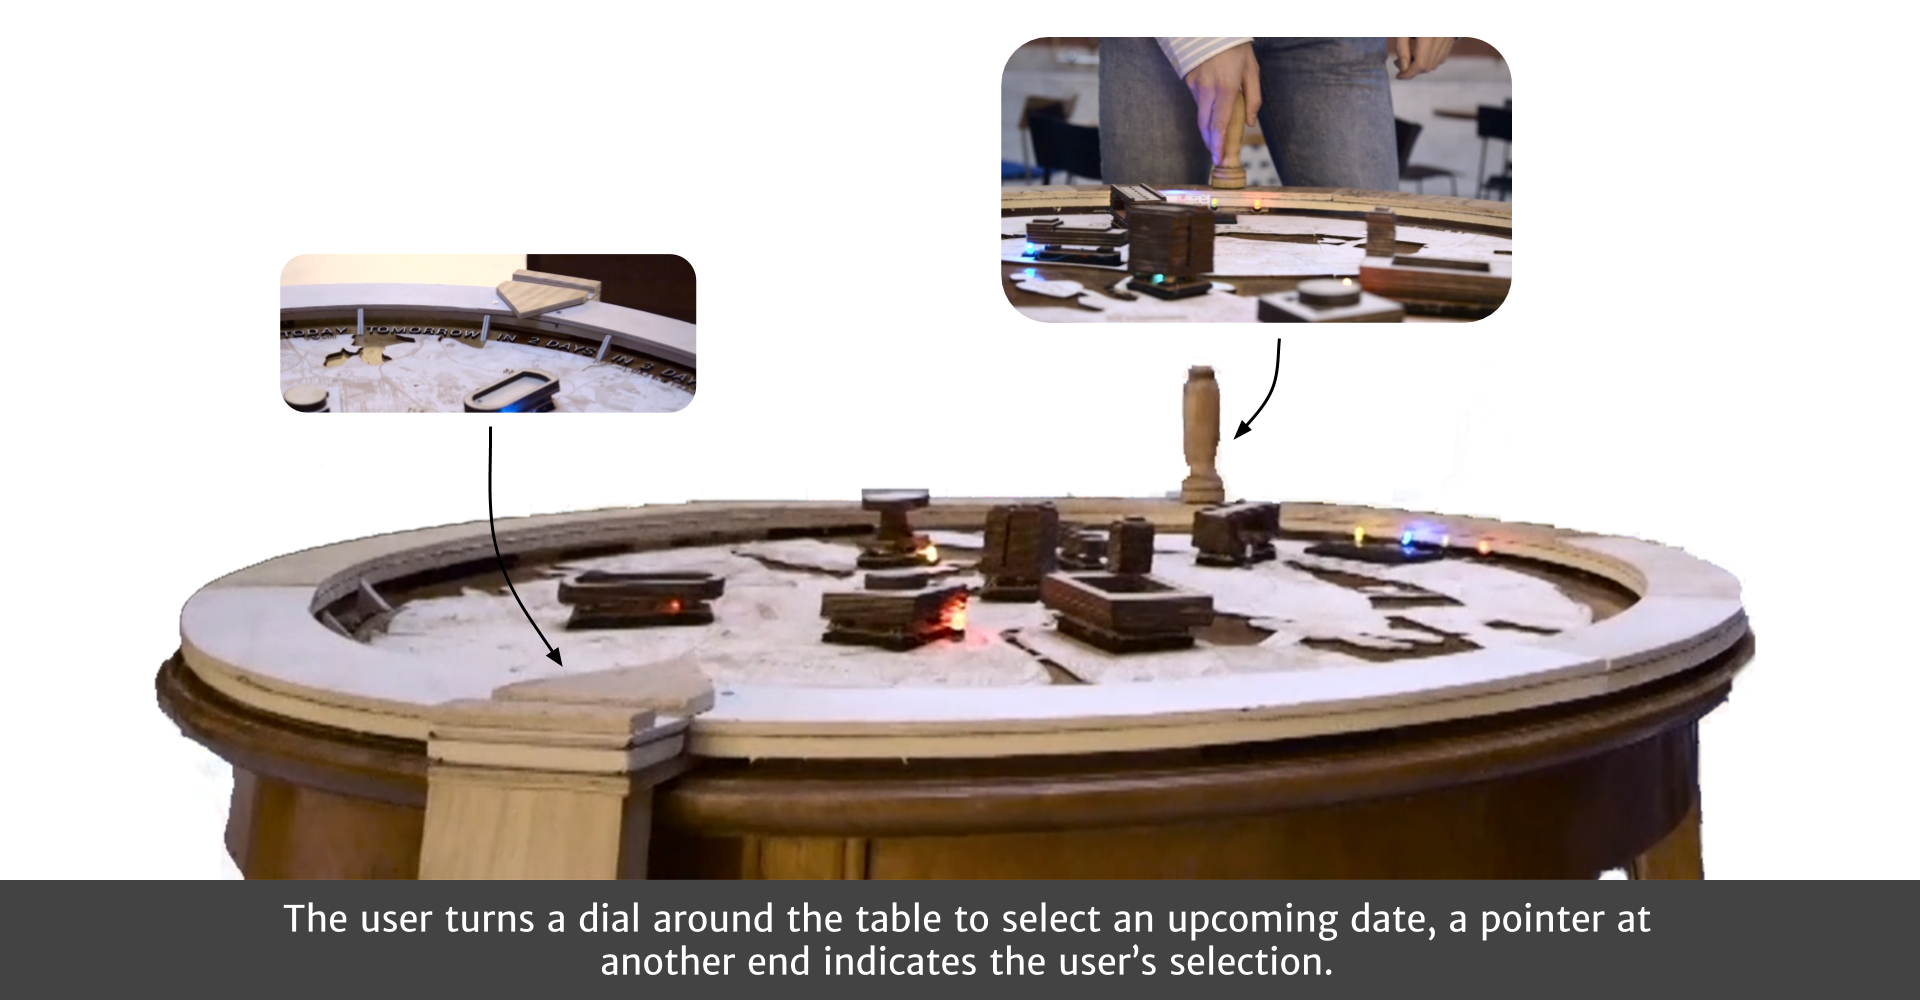 TODAY TOMORROW IN 2 DAYS IN 3 DAY
The user turns a dial around the table to select an upcoming date, a pointer at
another end indicates the user’s selection.